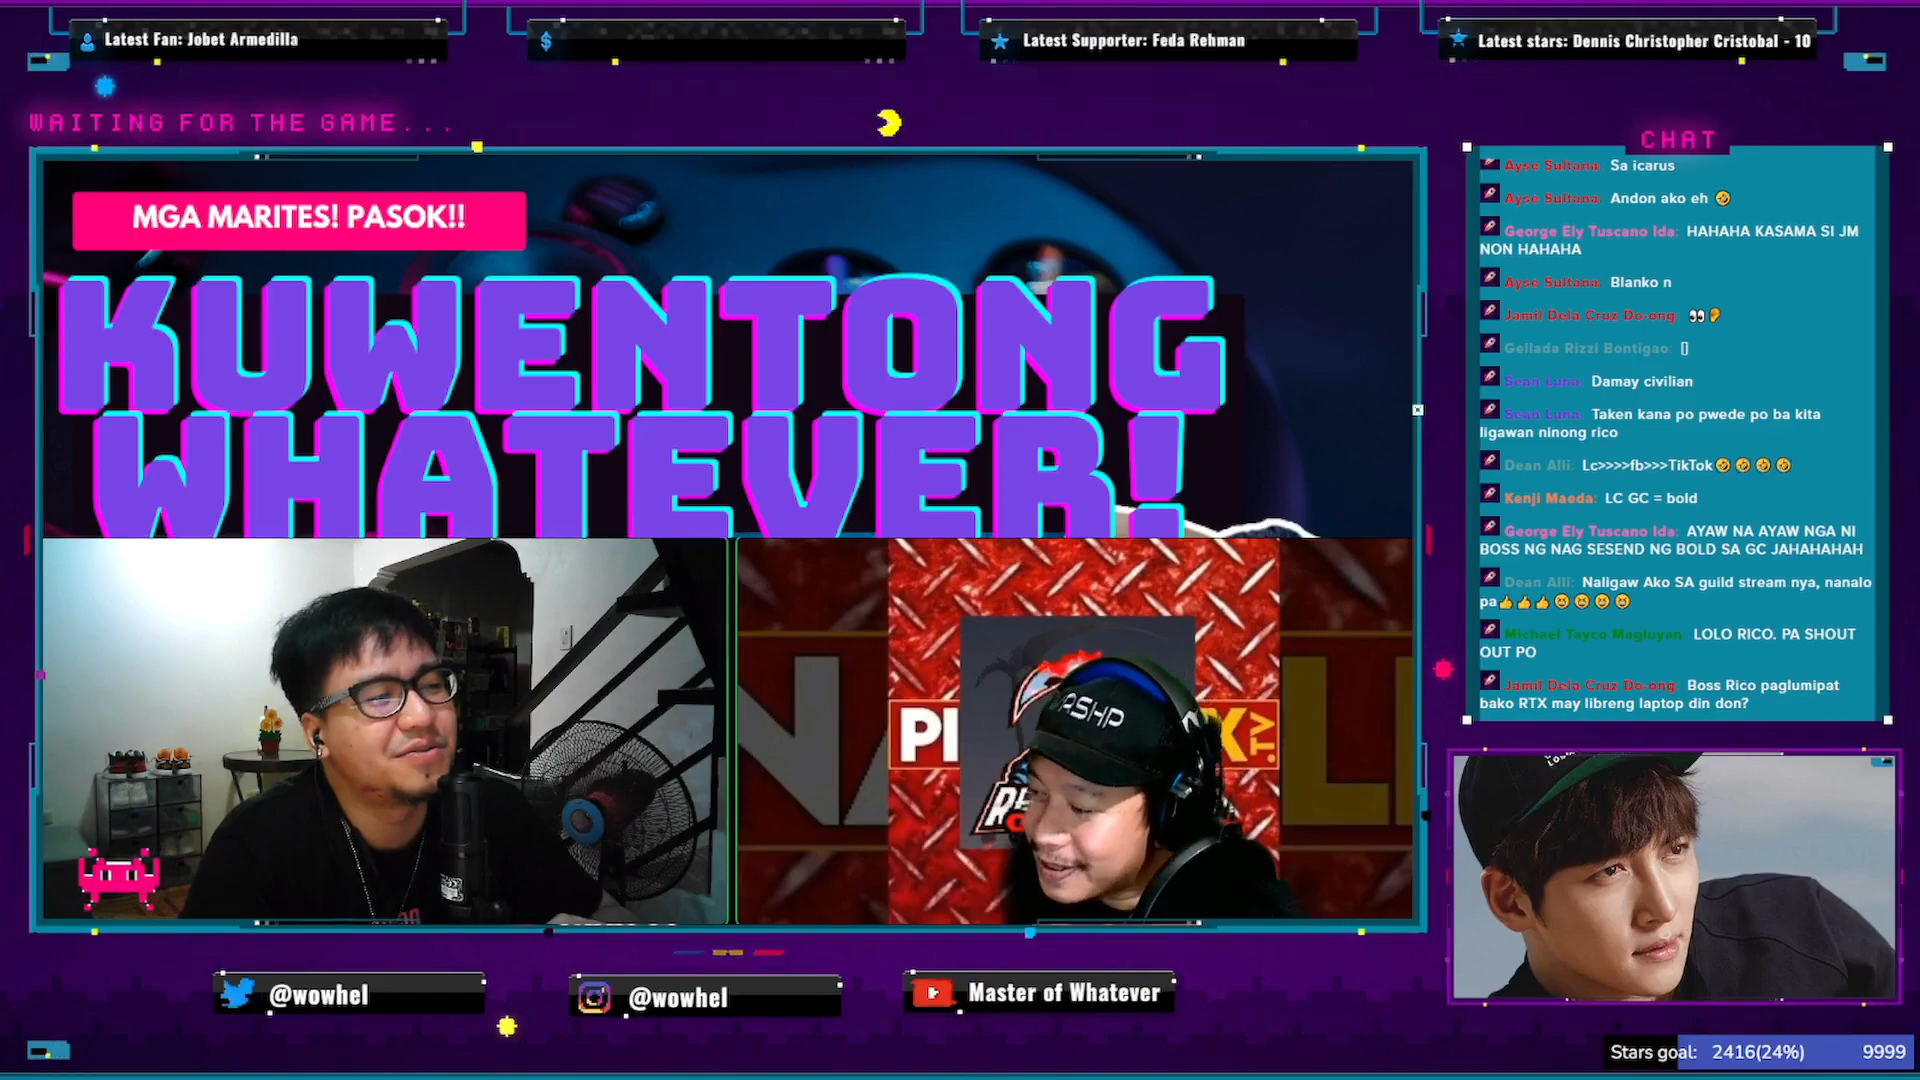 Latest Fan: Jobet Armedilla
$
Latest Supporter: Feda Rehman
Latest stars: Dennis Christopher Cristobal - 10
WAITING FOR THE GAME...
MGA MARITES! PASOK!!
KUWENTONG
WHATEVER!
CHAT
Ayse Sultana: Sa icarus
Ayse Sultana: Andon ako eh 🤣
George Ely Tuscano Ida: HAHAHA KASAMA SI JM
NON HAHAHA
Ayse Sultana: Blanko n
Jamil Dela Cruz Do-ong: 👀👂
Gellada Rizzi Bontigao: []
Sean Luna: Damay civilian
Sean Luna: Taken kana po pwede po ba kita
ligawan ninong rico
Dean Alli: Lc>>>>fb>>>TikTok🤣🤣🤣🤣
Kenji Maeda: LC GC = bold
George Ely Tuscano Ida: AYAW NA AYAW NGA NI
BOSS NG NAG SESEND NG BOLD SA GC JAHAHAHAH
Dean Alli: Naligaw Ako SA guild stream nya, nanalo
pa👍👍👍😆😆😆😆
Michael Tayco Magluyan: LOLO RICO. PA SHOUT
OUT PO
Jamil Dela Cruz Do-ong: Boss Rico paglumipat
bako RTX may libreng laptop din don?
@wowhel
@wowhel
Master of Whatever
Stars goal: 2416(24%) 9999